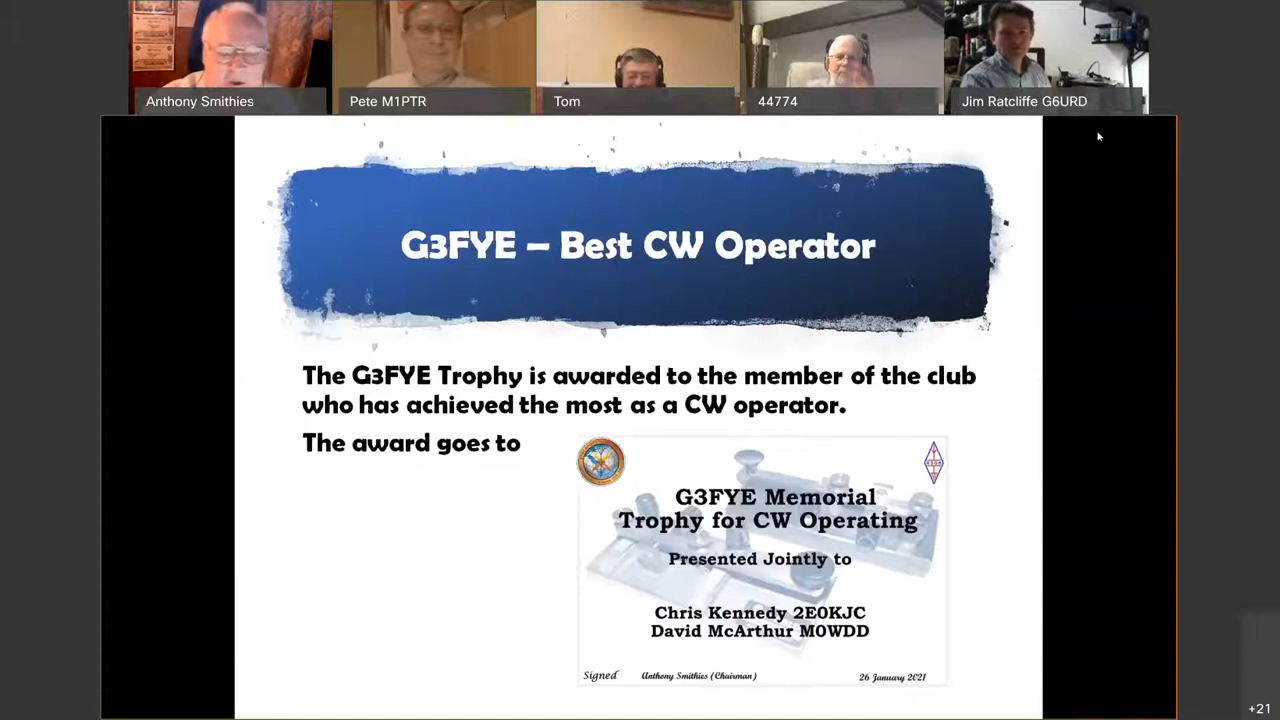 Anthony Smithies
Pete M1PTR
Tom
44774
Jim Ratcliffe G6URD
G3FYE – Best CW Operator
The G3FYE Trophy is awarded to the member of the club
who has achieved the most as a CW operator.
The award goes to
G3FYE Memorial
Trophy for CW Operating
Presented Jointly to
Chris Kennedy 2E0KJC
David McArthur M0WDD
Signed Anthony Smithies (Chairman) 26 January 2021
+21